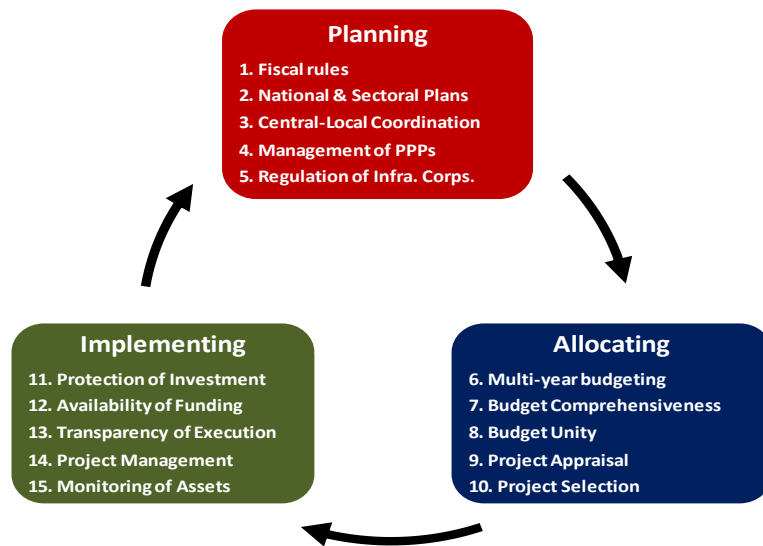 Planning
1. Fiscal rules
2. National & Sectoral Plans
3. Central-Local Coordination
4. Management of PPPs
5. Regulation of Infra. Corps.
Implementing
11. Protection of Investment
12. Availability of Funding
13. Transparency of Execution
14. Project Management
15. Monitoring of Assets
Allocating
6. Multi-year budgeting
7. Budget Comprehensiveness
8. Budget Unity
9. Project Appraisal
10. Project Selection